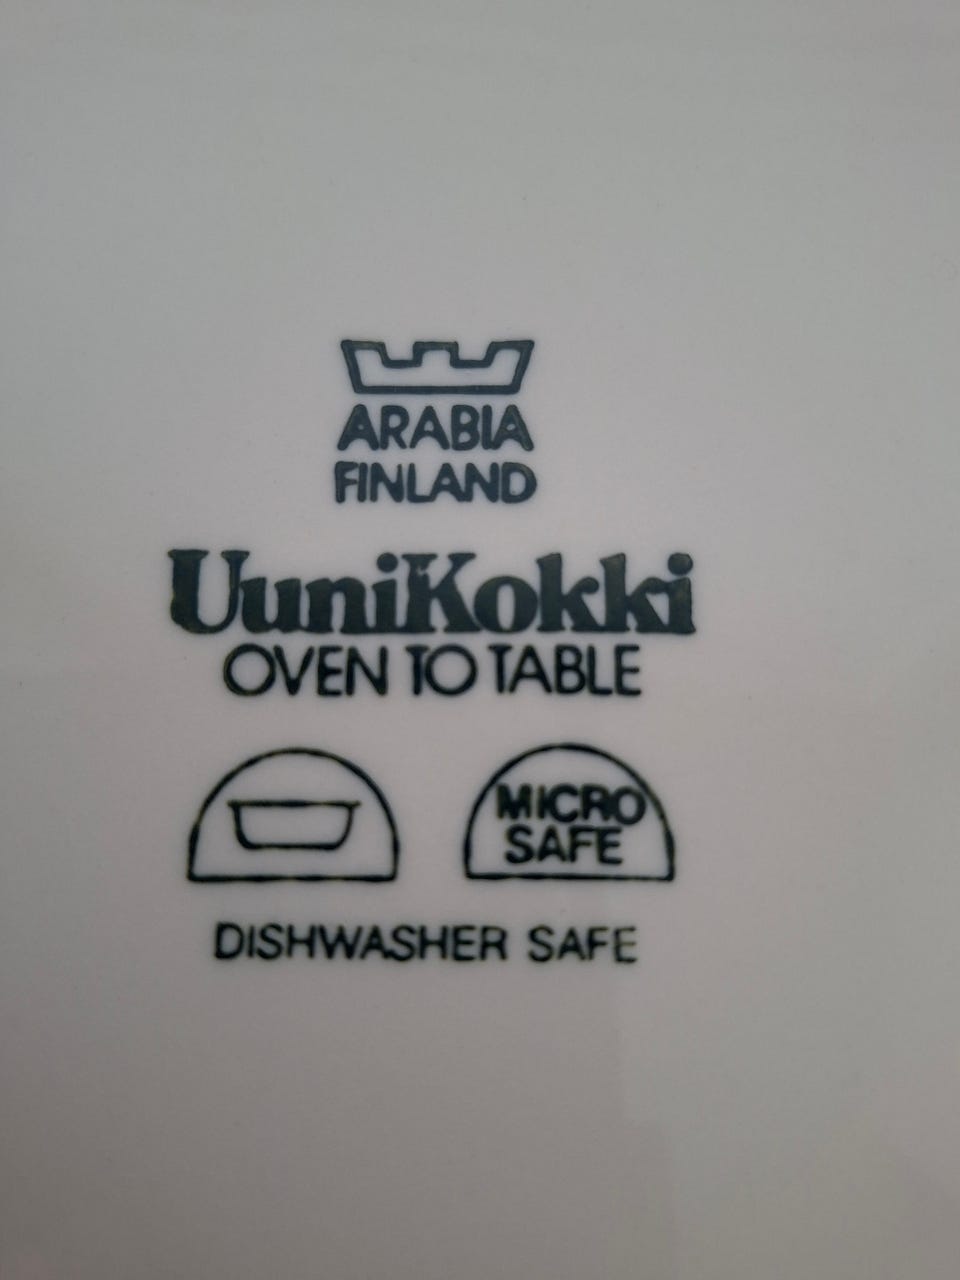 ARABIA
FINLAND
UuniKokki
OVEN TO TABLE
MICRO
SAFE
DISHWASHER SAFE